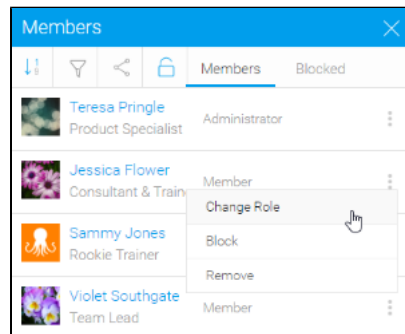 Members
Members Blocked
Teresa Pringle
Product Specialist Administrator
Jessica Flower
Consultant & Train Member
Change Role
Sammy Jones
Rookie Trainer
Block
Remove
Violet Southgate
Team Lead Member